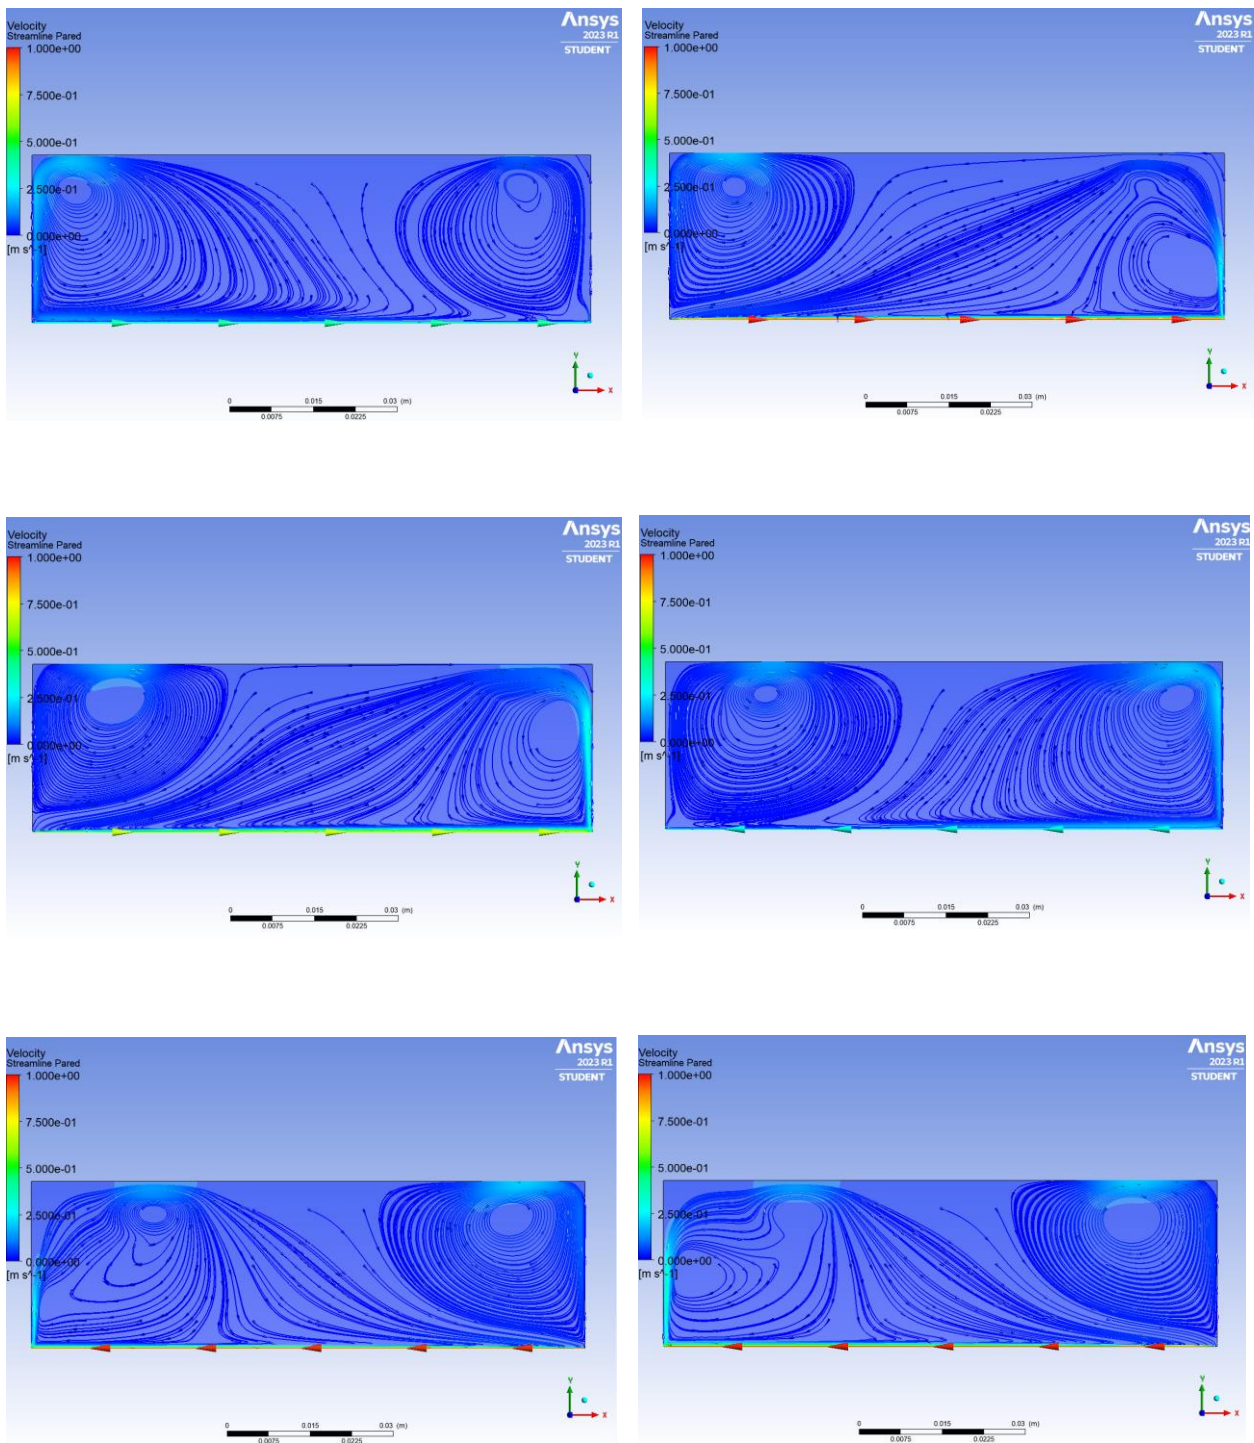 Velocity
Streamline Pared
1.000e+00
7.500e-01
5.000e-01
2.500e-01
0.000e+00
[m s^-1]
Ansys
2023 R1
STUDENT
Y
X
0 0.015 0.03 (m)
0.0075 0.0225
Velocity
Streamline Pared
1.000e+00
7.500e-01
5.000e-01
2.500e-01
0.000e+00
[m s^-1]
Ansys
2023 R1
STUDENT
Y
X
0 0.015 0.03 (m)
0.0075 0.0225
Velocity
Streamline Pared
1.000e+00
7.500e-01
5.000e-01
2.500e-01
0.000e+00
[m s^-1]
Ansys
2023 R1
STUDENT
Y
X
0 0.015 0.03 (m)
0.0075 0.0225
Velocity
Streamline Pared
1.000e+00
7.500e-01
5.000e-01
2.500e-01
0.000e+00
[m s^-1]
Ansys
2023 R1
STUDENT
Y
X
0 0.015 0.03 (m)
0.0075 0.0225
Velocity
Streamline Pared
1.000e+00
7.500e-01
5.000e-01
2.500e-01
0.000e+00
[m s^-1]
Ansys
2023 R1
STUDENT
Y
X
0 0.015 0.03 (m)
0.0075 0.0225
Velocity
Streamline Pared
1.000e+00
7.500e-01
5.000e-01
2.500e-01
0.000e+00
[m s^-1]
Ansys
2023 R1
STUDENT
Y
X
0 0.015 0.03 (m)
0.0075 0.0225